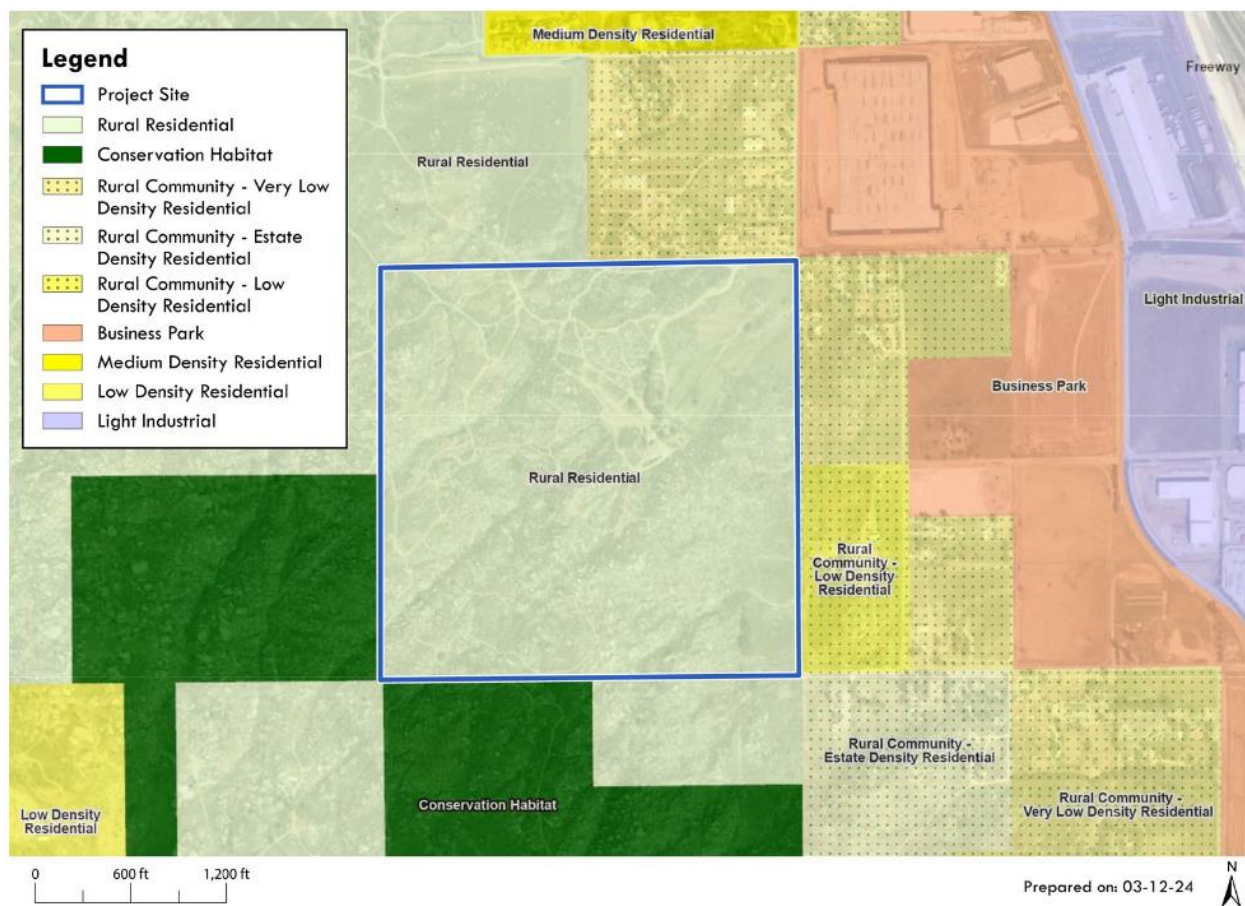 Legend
Project Site
Rural Residential
Conservation Habitat
Rural Community - Very Low
Density Residential
Rural Community - Estate
Density Residential
Rural Community - Low
Density Residential
Business Park
Medium Density Residential
Low Density Residential
Light Industrial
Medium Density Residential
Freeway
Rural Residential
Light Industrial
Business Park
Rural Residential
Rural
Community -
Low Density
Residential
Rural Community -
Estate Density Residential
Conservation Habitat
Rural Community -
Very Low Density Residential
Low Density
Residential
0 600 ft 1,200 ft
Prepared on: 03-12-24
N